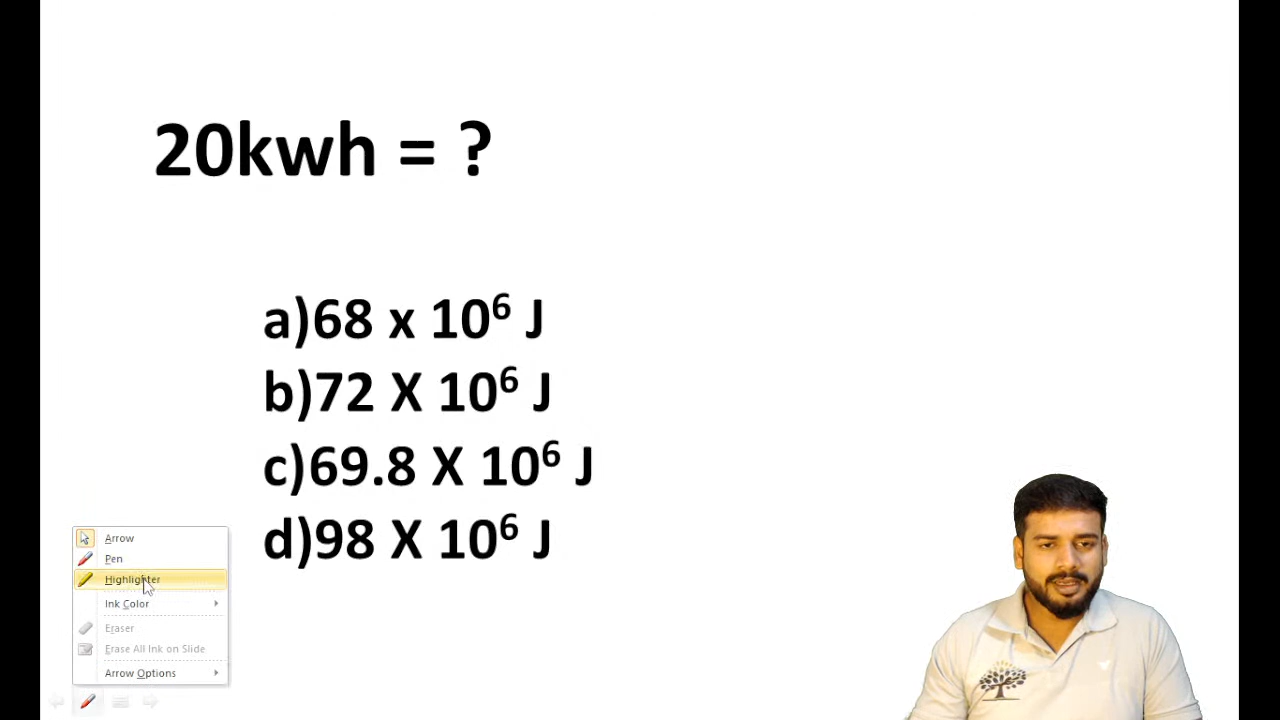 20kwh = ?
a)68 x 10⁶ J
b)72 X 10⁶ J
c)69.8 X 10⁶ J
d)98 X 10⁶ J
Arrow
Pen
Highlighter
Ink Color
Eraser
Erase All Ink on Slide
Arrow Options